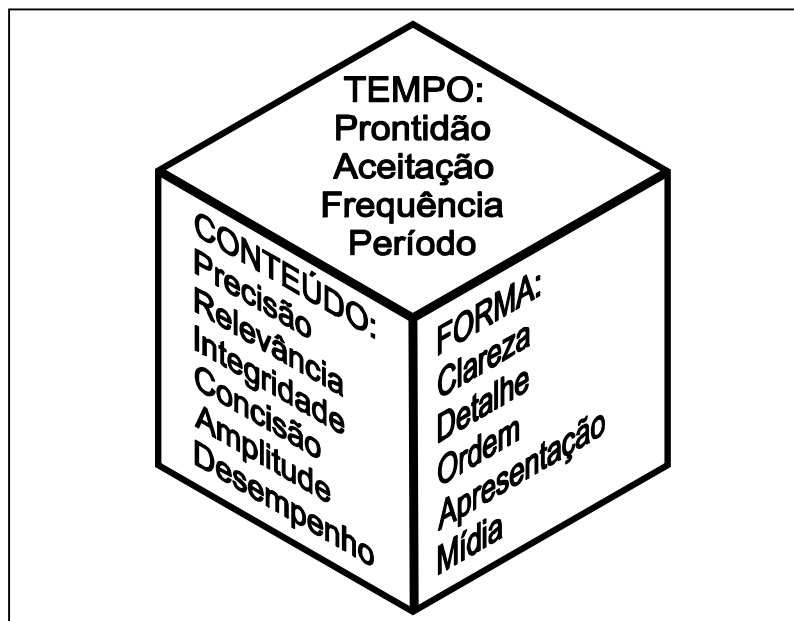 TEMPO:
Prontidão
Aceitação
Frequência
Período
CONTEÚDO:
Precisão
Relevância
Integridade
Concisão
Amplitude
Desempenho
FORMA:
Clareza
Detalhe
Ordem
Apresentação
Mídia